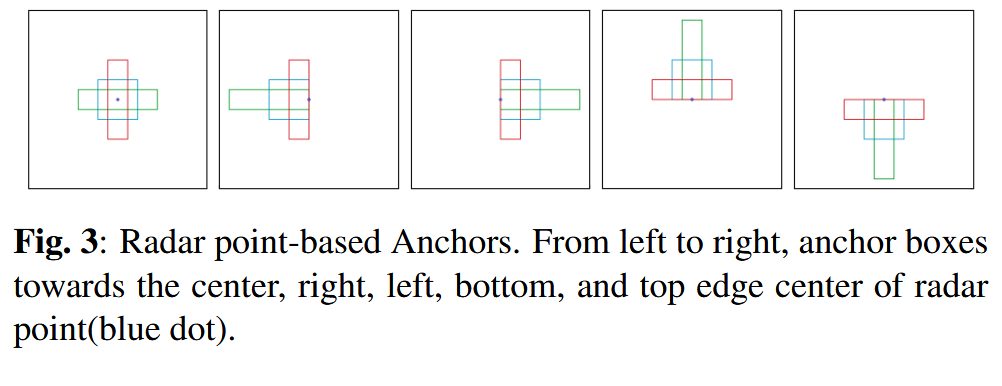 Fig. 3: Radar point-based Anchors. From left to right, anchor boxes
towards the center, right, left, bottom, and top edge center of radar
point(blue dot).